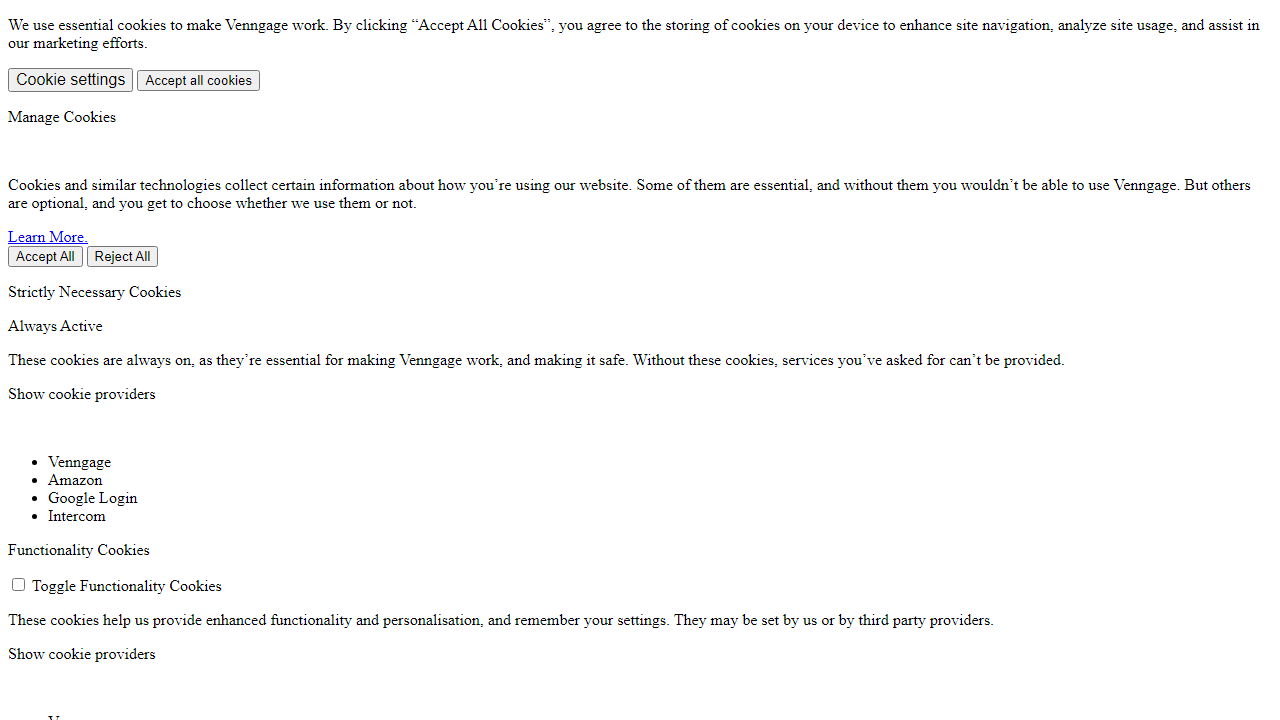 We use essential cookies to make Venngage work. By clicking “Accept All Cookies”, you agree to the storing of cookies on your device to enhance site navigation, analyze site usage, and assist in
our marketing efforts.
Cookie settings Accept all cookies
Manage Cookies
Cookies and similar technologies collect certain information about how you’re using our website. Some of them are essential, and without them you wouldn’t be able to use Venngage. But others
are optional, and you get to choose whether we use them or not.
Learn More.
Accept All Reject All
Strictly Necessary Cookies
Always Active
These cookies are always on, as they’re essential for making Venngage work, and making it safe. Without these cookies, services you’ve asked for can’t be provided.
Show cookie providers
Venngage
Amazon
Google Login
Intercom
Functionality Cookies
Toggle Functionality Cookies
These cookies help us provide enhanced functionality and personalisation, and remember your settings. They may be set by us or by third party providers.
Show cookie providers